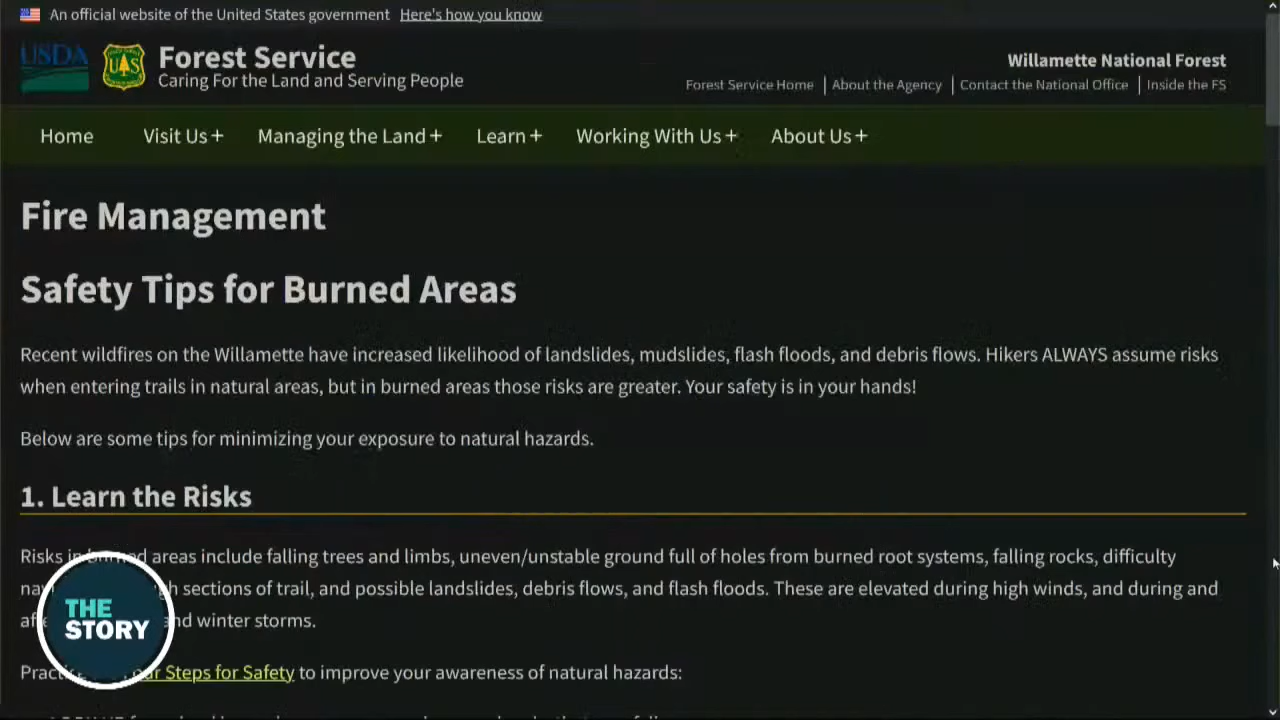 An official website of the United States government Here's how you know
USDA
Forest Service
Caring For the Land and Serving People
Willamette National Forest
Forest Service Home | About the Agency | Contact the National Office | Inside the FS
Home Visit Us + Managing the Land + Learn + Working With Us + About Us +
Fire Management
Safety Tips for Burned Areas
Recent wildfires on the Willamette have increased likelihood of landslides, mudslides, flash floods, and debris flows. Hikers ALWAYS assume risks
when entering trails in natural areas, but in burned areas those risks are greater. Your safety is in your hands!
Below are some tips for minimizing your exposure to natural hazards.
1. Learn the Risks
Risks in burned areas include falling trees and limbs, uneven/unstable ground full of holes from burned root systems, falling rocks, difficulty
sections of trail, and possible landslides, debris flows, and flash floods. These are elevated during high winds, and during and
and winter storms.
Steps for Safety to improve your awareness of natural hazards:
THE
STORY